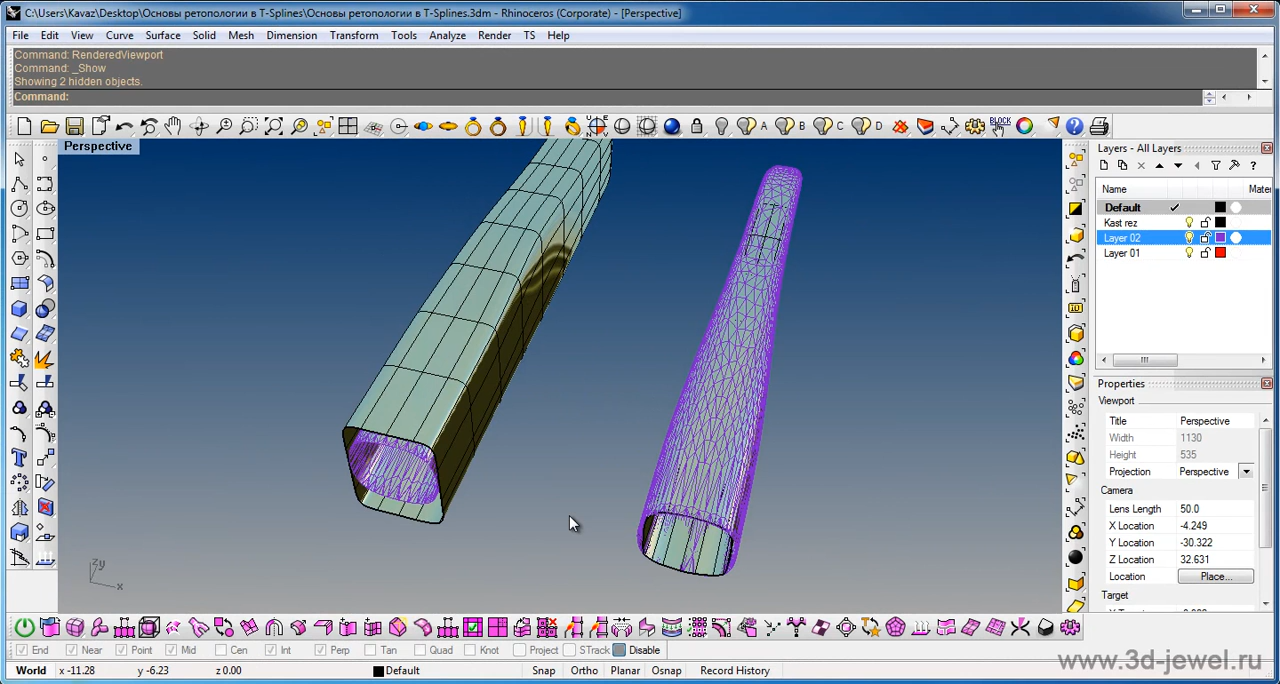 C:\Users\Kavaz\Desktop\Основы ретопологии в T-Splines\Основы ретопологии в T-Splines.3dm - Rhinoceros (Corporate) - [Perspective]
File Edit View Curve Surface Solid Mesh Dimension Transform Tools Analyze Render TS Help
Command: RenderedViewport
Command: _Show
Showing 2 hidden objects.
Command:
A B C D BLOCK
Perspective
Layers - All Layers
Name Mater
Default
Kast rez
Layer 02
Layer 01
Properties
Viewport
Title Perspective
Width 1130
Height 535
Projection Perspective
Camera
Lens Length 50.0
X Location -4.249
Y Location -30.322
Z Location 32.631
Location Place...
Target
zy
x
End Near Point Mid Cen Int Perp Tan Quad Knot Project STrack Disable
World x -11.28 y -6.23 z 0.00 Default Snap Ortho Planar Osnap Record History
www.3d-jewel.ru